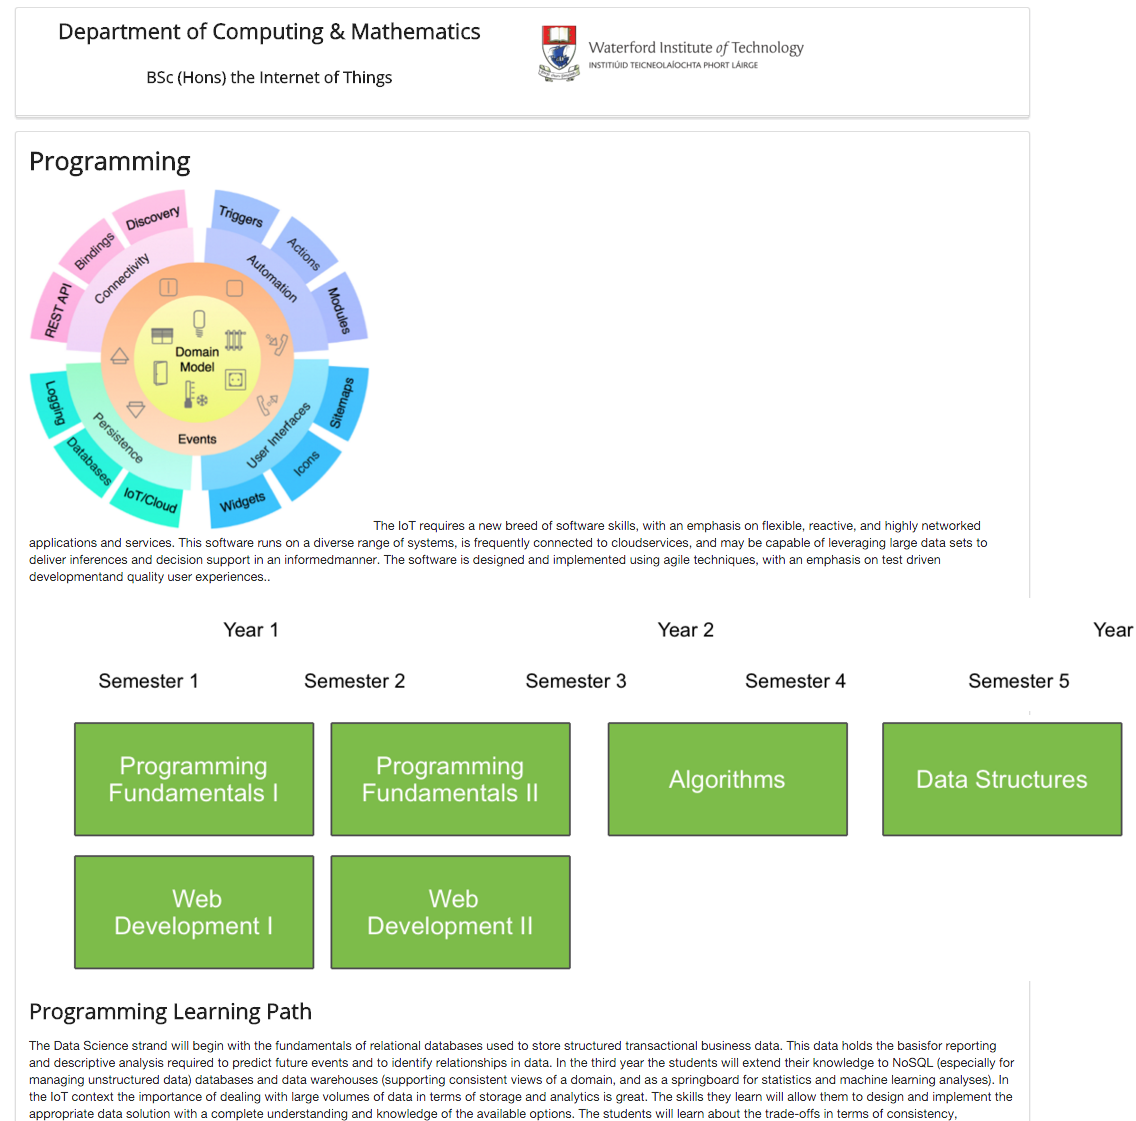 Department of Computing & Mathematics
BSc (Hons) the Internet of Things
Waterford Institute of Technology
INSTITIÚID TEICNEOLAÍOCHTA PHORT LÁIRGE
Programming
Discovery
Bindings
REST API
Connectivity
Triggers
Actions
Modules
Automation
Domain
Model
Events
Logging
Databases
IoT/Cloud
Persistence
Sitemaps
Icons
Widgets
User Interfaces
The IoT requires a new breed of software skills, with an emphasis on flexible, reactive, and highly networked
applications and services. This software runs on a diverse range of systems, is frequently connected to cloudservices, and may be capable of leveraging large data sets to
deliver inferences and decision support in an informedmanner. The software is designed and implemented using agile techniques, with an emphasis on test driven
developmentand quality user experiences..
Year 1 Year 2 Year
Semester 1 Semester 2 Semester 3 Semester 4 Semester 5
Programming
Fundamentals I
Programming
Fundamentals II
Algorithms
Data Structures
Web
Development I
Web
Development II
Programming Learning Path
The Data Science strand will begin with the fundamentals of relational databases used to store structured transactional business data. This data holds the basisfor reporting
and descriptive analysis required to predict future events and to identify relationships in data. In the third year the students will extend their knowledge to NoSQL (especially for
managing unstructured data) databases and data warehouses (supporting consistent views of a domain, and as a springboard for statistics and machine learning analyses). In
the IoT context the importance of dealing with large volumes of data in terms of storage and analytics is great. The skills they learn will allow them to design and implement the
appropriate data solution with a complete understanding and knowledge of the available options. The students will learn about the trade-offs in terms of consistency,